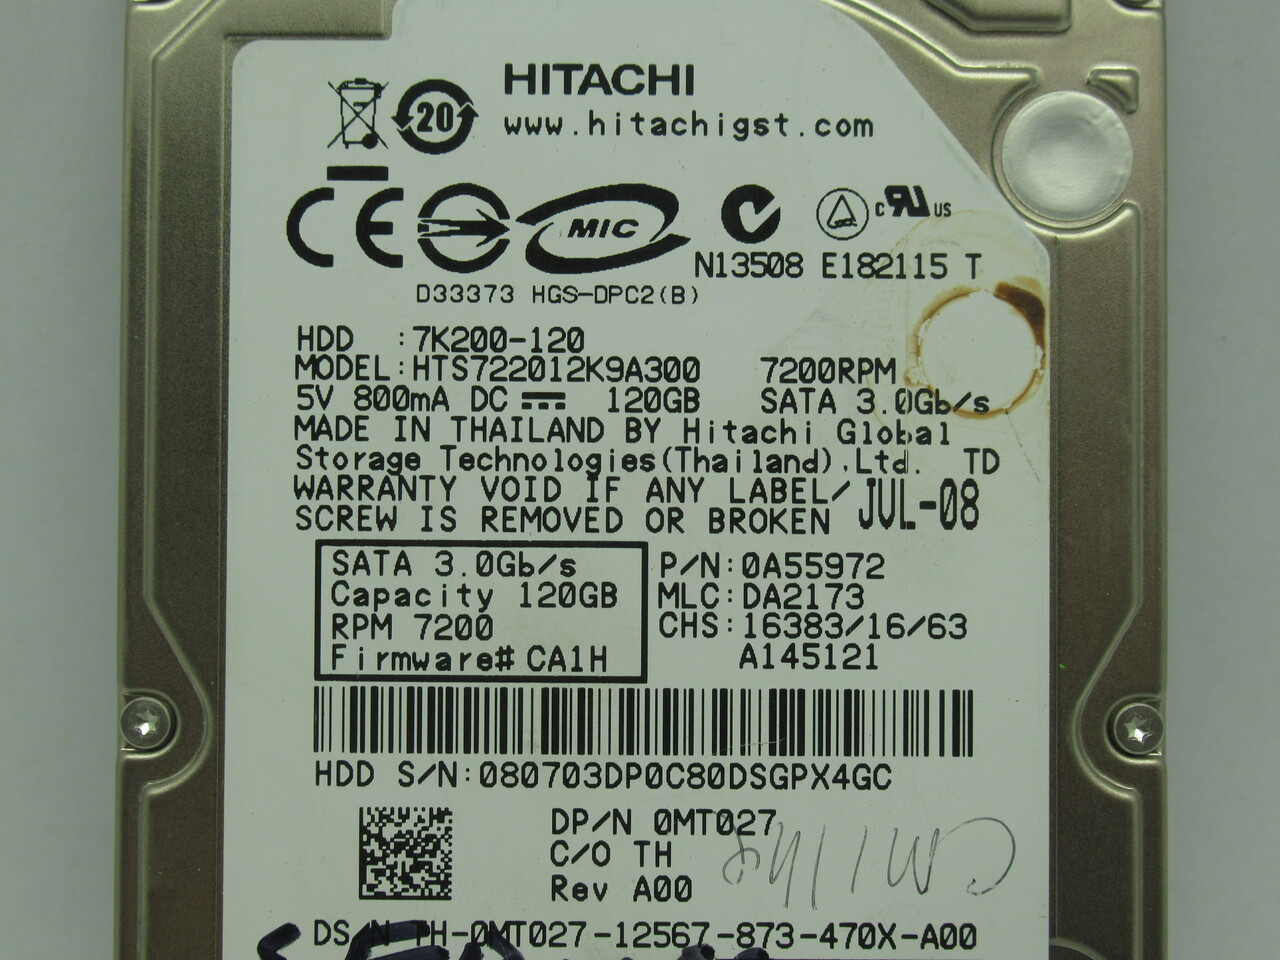 HITACHI
www.hitachigst.com
20
CE MIC c RU US
N13508 E182115 T
D33373 HGS-DPC2(B)
HDD :7K200-120
MODEL:HTS722012K9A300 7200RPM
5V 800mA DC 120GB SATA 3.0Gb/s
MADE IN THAILAND BY Hitachi Global
Storage Technologies(Thailand).Ltd. TD
WARRANTY VOID IF ANY LABEL/
SCREW IS REMOVED OR BROKEN JUL-08
SATA 3.0Gb/s
Capacity 120GB
RPM 7200
Firmware# CA1H
P/N:0A55972
MLC:DA2173
CHS:16383/16/63
A145121
HDD S/N:080703DP0C80DSGPX4GC
DP/N 0MT027
C/O TH
Rev A00
DS/N TH-0MT027-12567-873-470X-A00